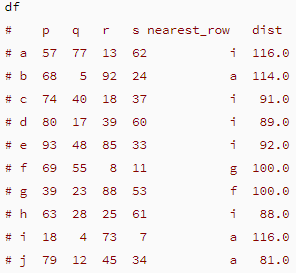 df
# p q r s nearest_row dist
# a 57 77 13 62 i 116.0
# b 68 5 92 24 a 114.0
# c 74 40 18 37 i 91.0
# d 80 17 39 60 i 89.0
# e 93 48 85 33 i 92.0
# f 69 55 8 11 g 100.0
# g 39 23 88 53 f 100.0
# h 63 28 25 61 i 88.0
# i 18 4 73 7 a 116.0
# j 79 12 45 34 a 81.0